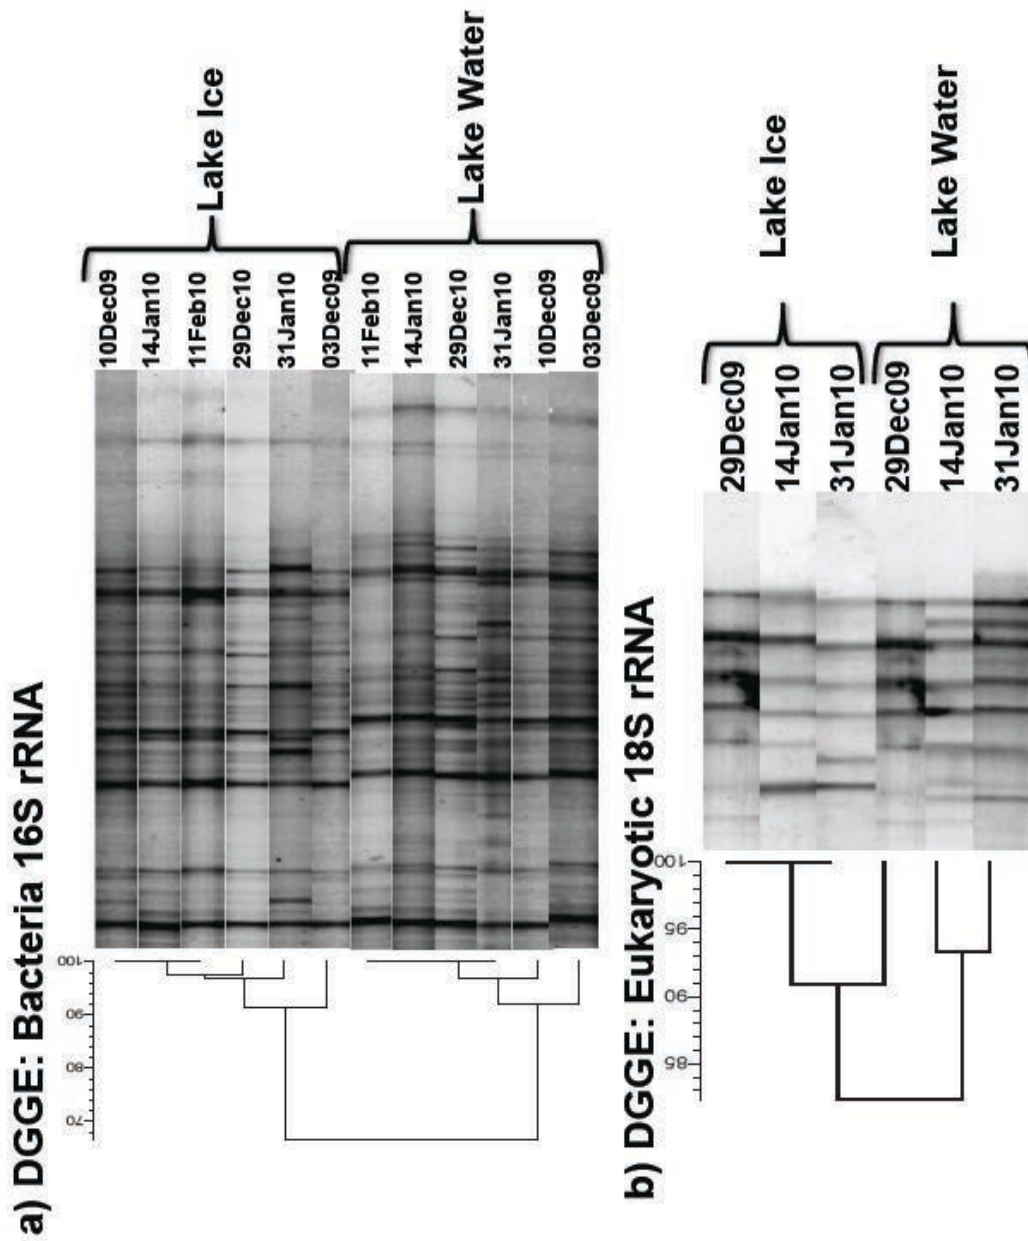 a) DGGE: Bacteria 16S rRNA
100
90
80
70
10Dec09
14Jan10
11Feb10
29Dec10
31Jan10
03Dec09
Lake Ice
11Feb10
14Jan10
29Dec10
31Jan10
10Dec09
03Dec09
Lake Water
b) DGGE: Eukaryotic 18S rRNA
100
95
90
85
29Dec09
14Jan10
31Jan10
Lake Ice
29Dec09
14Jan10
31Jan10
Lake Water